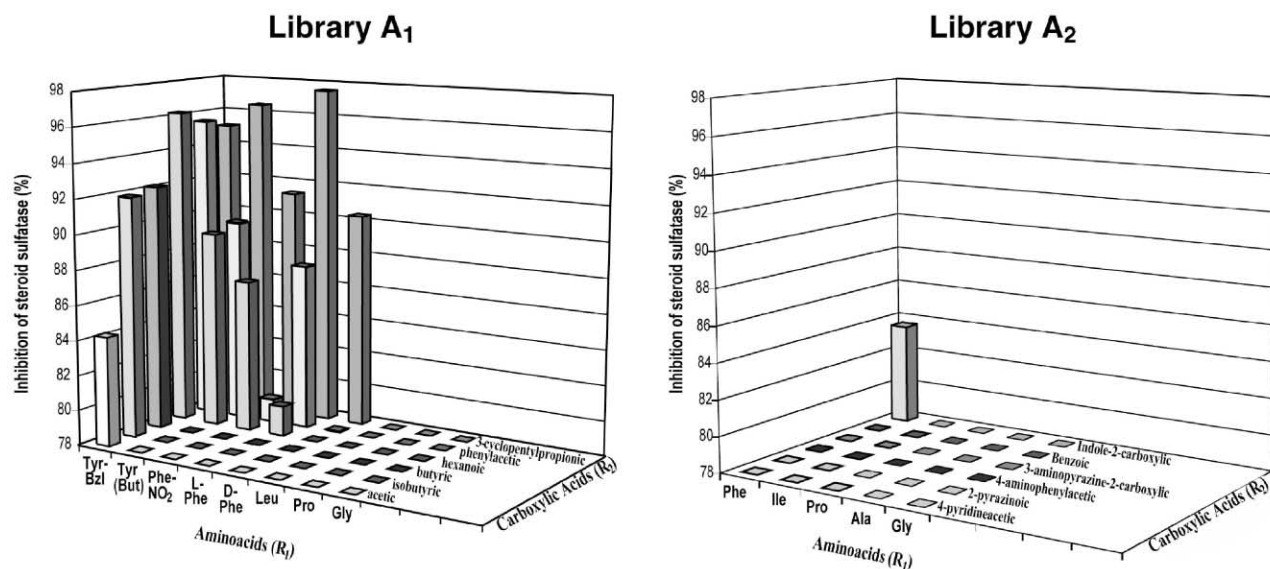 Library A1
Inhibition of steroid sulfatase (%)
98
96
94
92
90
88
86
84
82
80
78
Tyr-
Bzl
Tyr
(But)
Phe-
NO2
L-
Phe
D-
Phe
Leu
Pro
Gly
Aminoacids (R1)
3-cyclopentylpropionic
phenylacetic
hexanoic
butyric
isobutyric
acetic
Carboxylic Acids (R2)
Library A2
Inhibition of steroid sulfatase (%)
98
96
94
92
90
88
86
84
82
80
78
Phe
Ile
Pro
Ala
Gly
Aminoacids (R1)
Indole-2-carboxylic
Benzoic
3-aminopyrazine-2-carboxylic
4-aminophenylacetic
2-pyrazinoic
4-pyridineacetic
Carboxylic Acids (R2)